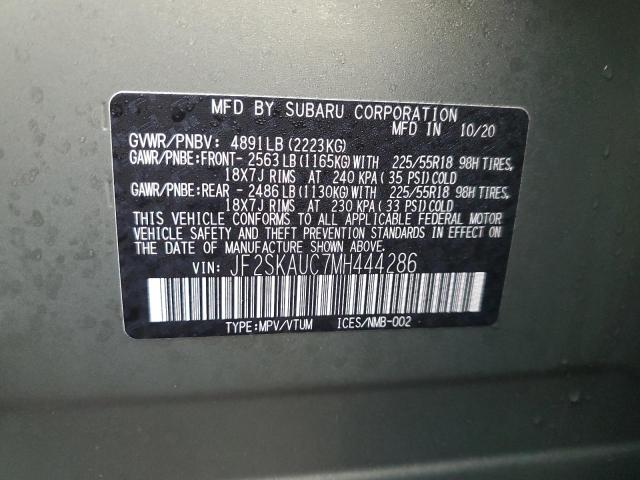 MFD BY SUBARU CORPORATION
MFD IN 10/20
GVWR/PNBV: 4891LB(2223KG)
GAWR/PNBE:FRONT- 2563LB(1165KG)WITH 225/55R18 98H TIRES,
18X7J RIMS AT 240 KPA(35 PSI)COLD
GAWR/PNBE:REAR - 2486LB(1130KG)WITH 225/55R18 98H TIRES,
18X7J RIMS AT 230 KPA(33 PSI)COLD
THIS VEHICLE CONFORMS TO ALL APPLICABLE FEDERAL MOTOR
VEHICLE SAFETY AND THEFT PREVENTION STANDARDS IN EFFECT
ON THE DATE OF MANUFACTURE SHOWN ABOVE.
VIN: JF2SKAUC7MH444286
TYPE:MPV/VTUM ICES/NMB-002